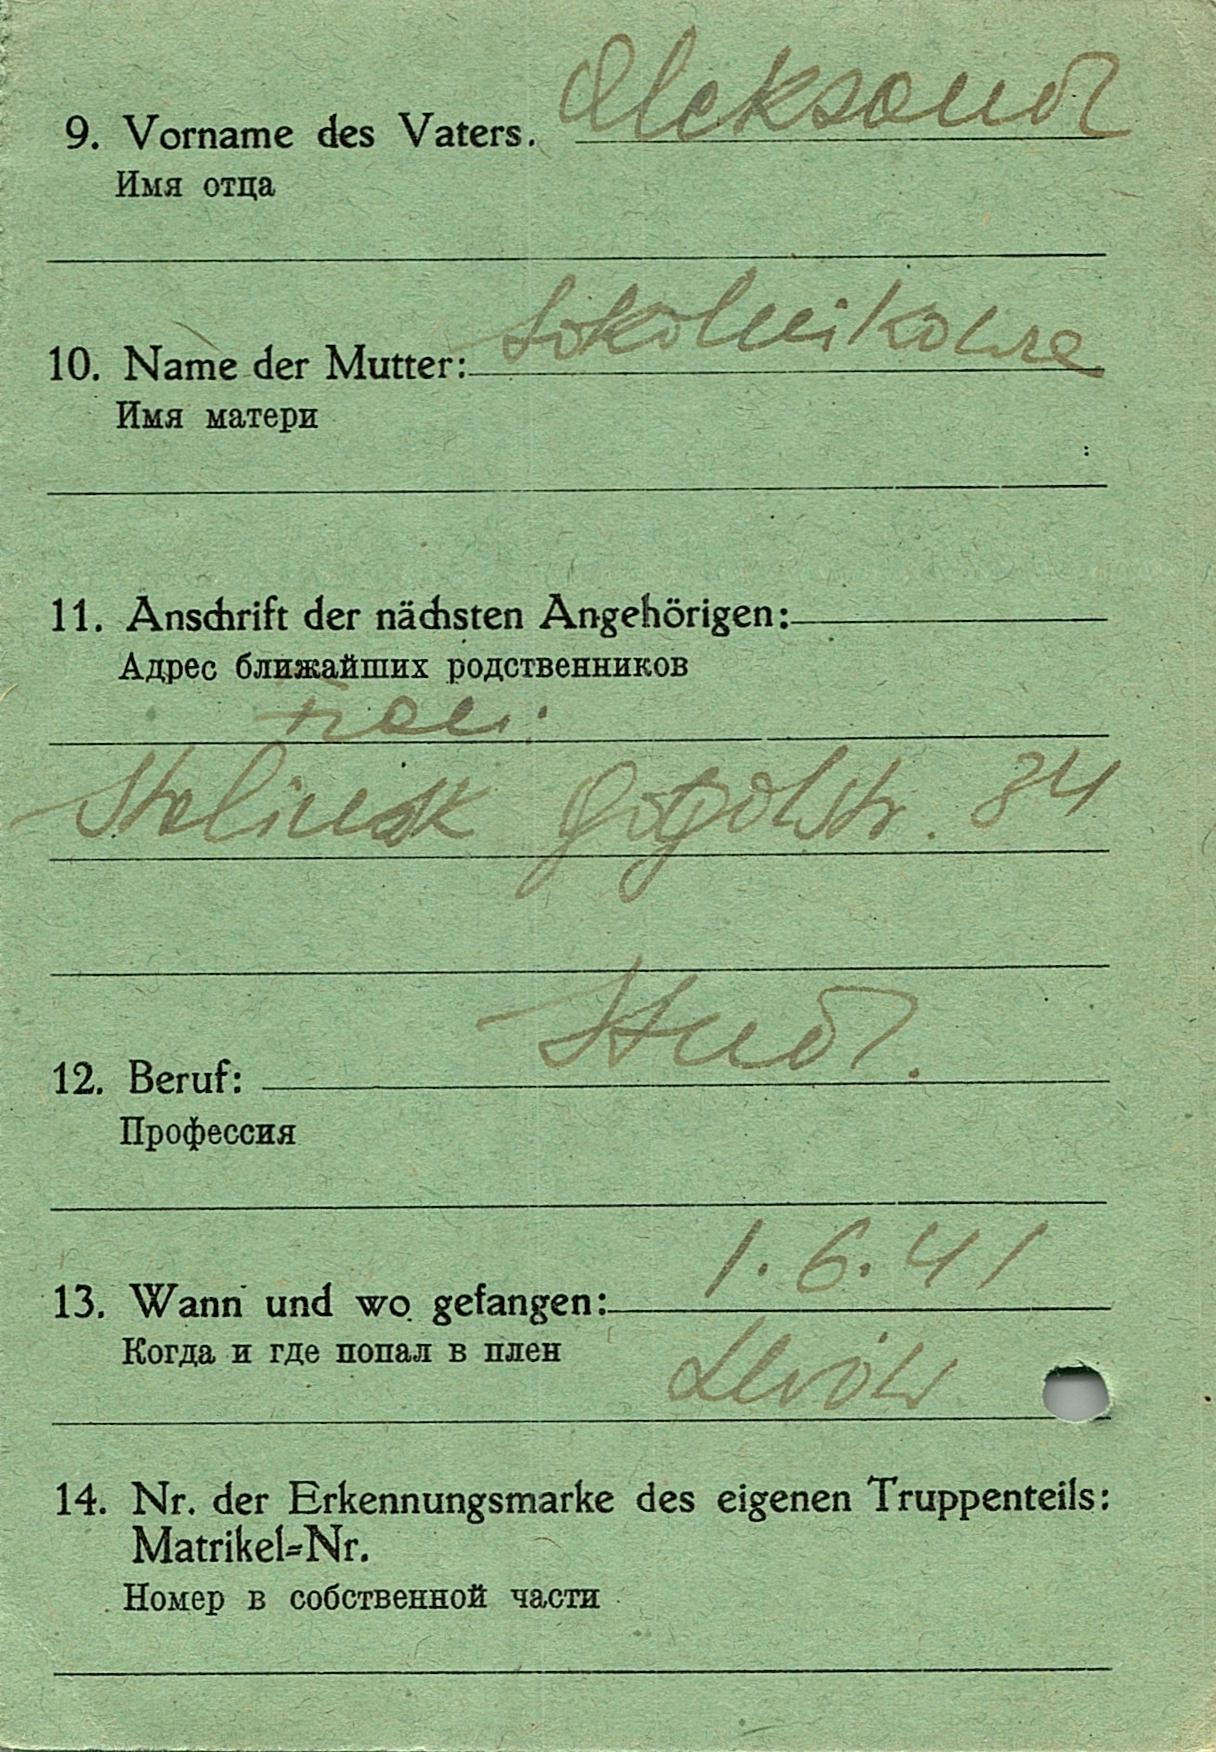 9. Vorname des Vaters. Aleksand
Имя отца
10. Name der Mutter: Sokolnikowa
Имя матери
11. Anschrift der nächsten Angehörigen:
Адрес ближайших родственников
Stalinsk Gogolstr. 84
12. Beruf: Stud.
Профессия
13. Wann und wo gefangen: 1.6.41
Когда и где попал в плен Lwów
14. Nr. der Erkennungsmarke des eigenen Truppenteils:
Matrikel-Nr.
Номер в собственной части